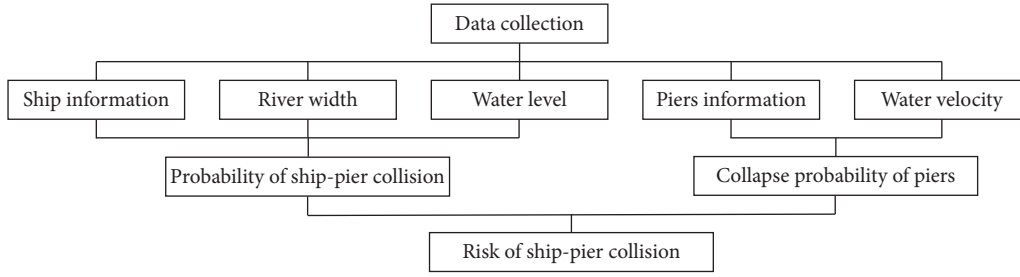 Data collection
Ship information
River width
Water level
Piers information
Water velocity
Probability of ship-pier collision
Collapse probability of piers
Risk of ship-pier collision